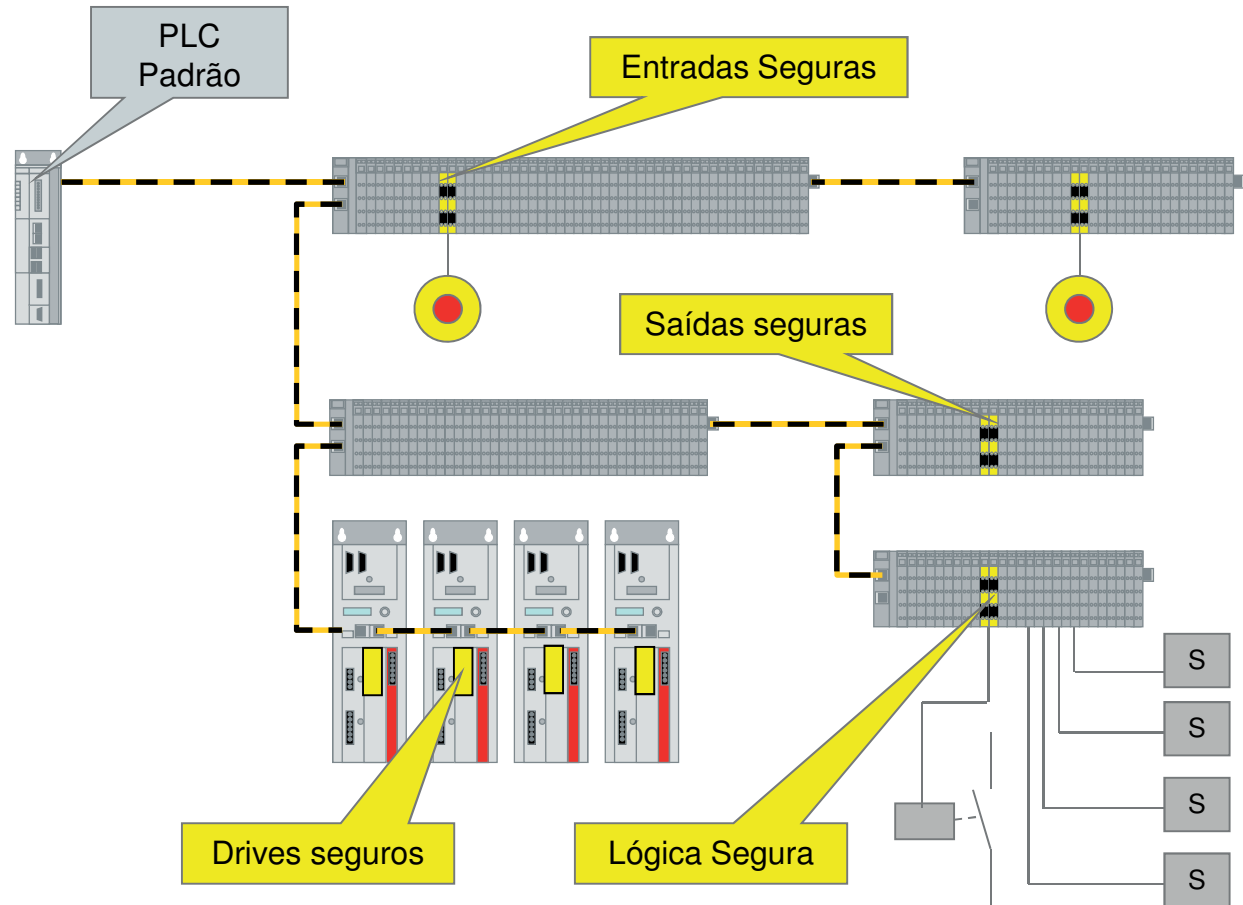 PLC
Padrão
Entradas Seguras
Saídas seguras
S
S
S
S
Drives seguros
Lógica Segura